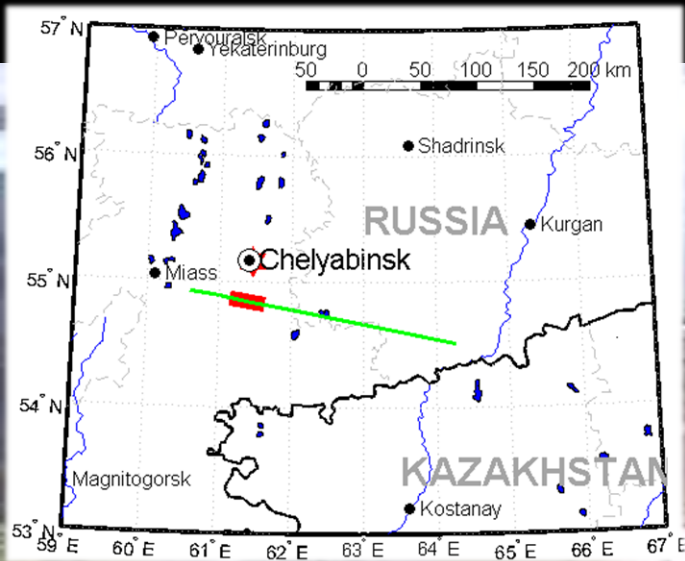 57° N
Pervouralsk
Yekaterinburg
50 0 50 100 150 200 km
56° N
Shadrinsk
RUSSIA
Kurgan
Chelyabinsk
55° N
Miass
54° N
KAZAKHSTAN
Magnitogorsk
Kostanay
53° N
59° E 60° E 61° E 62° E 63° E 64° E 65° E 66° E 67° E